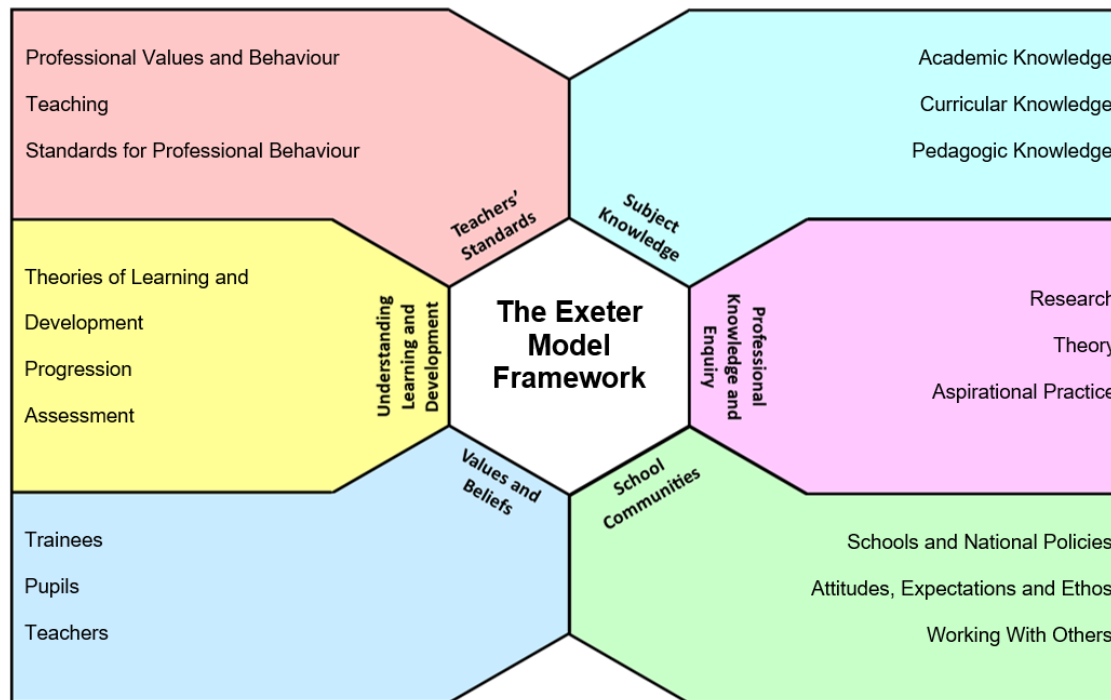 Professional Values and Behaviour
Teaching
Standards for Professional Behaviour
Teachers'
Standards
Academic Knowledge
Curricular Knowledge
Pedagogic Knowledge
Subject
Knowledge
Theories of Learning and
Development
Progression
Assessment
Understanding
Learning and
Development
The Exeter
Model
Framework
Professional
Knowledge and
Enquiry
Research
Theory
Aspirational Practice
Values and
Beliefs
Trainees
Pupils
Teachers
School
Communities
Schools and National Policies
Attitudes, Expectations and Ethos
Working With Others